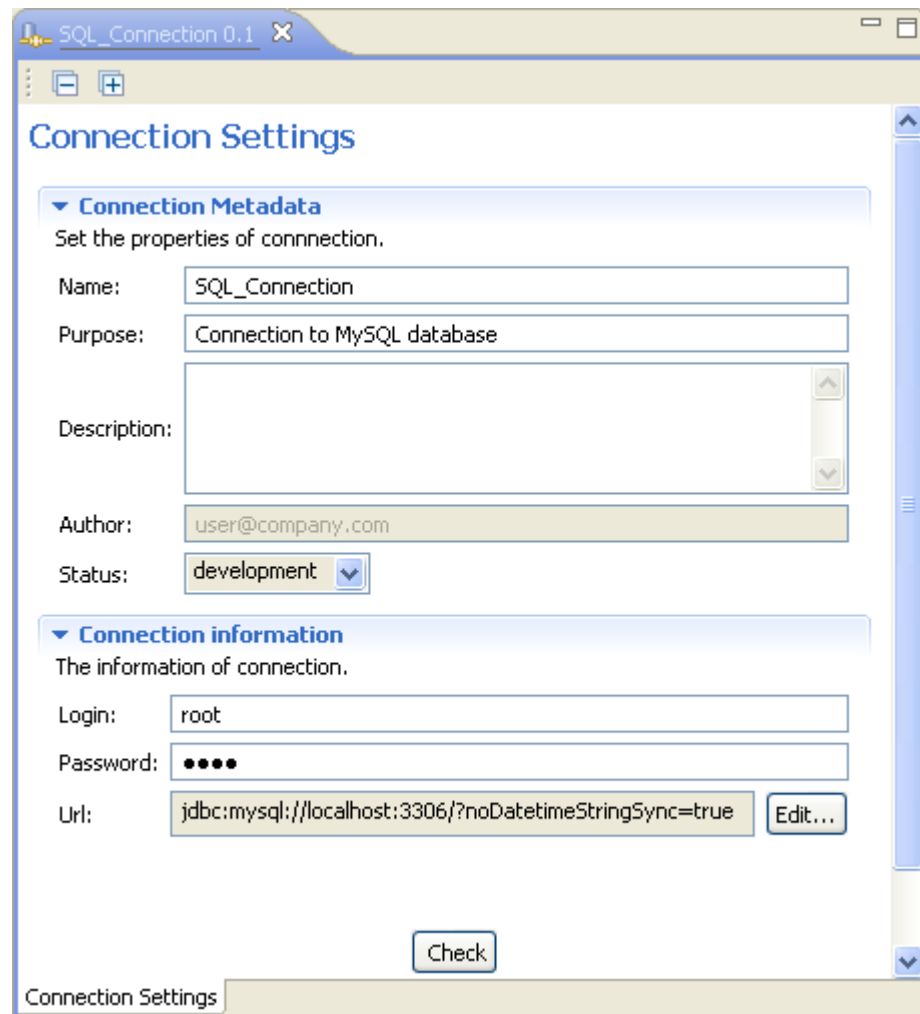 SQL_Connection 0.1
Connection Settings
Connection Metadata
Set the properties of connnection.
Name: SQL_Connection
Purpose: Connection to MySQL database
Description:
Author: user@company.com
Status: development
Connection information
The information of connection.
Login: root
Password: ●●●●
Url: jdbc:mysql://localhost:3306/?noDatetimeStringSync=true Edit...
Check
Connection Settings